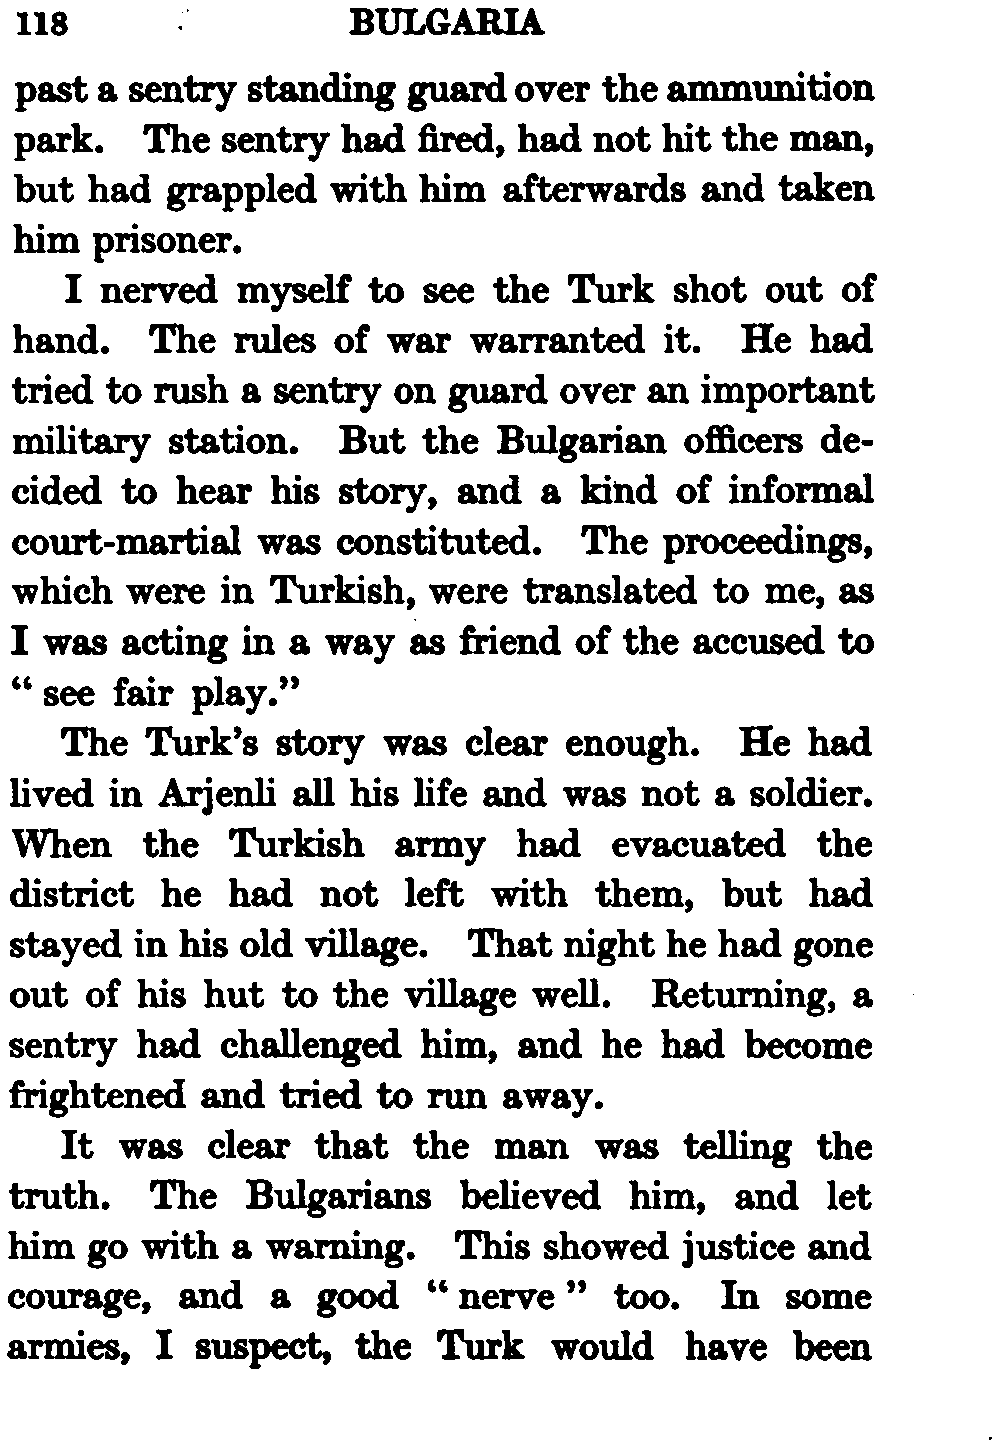 118 BULGARIA
past a sentry standing guard over the ammunition
park. The sentry had fired, had not hit the man,
but had grappled with him afterwards and taken
him prisoner.
I nerved myself to see the Turk shot out of
hand. The rules of war warranted it. He had
tried to rush a sentry on guard over an important
military station. But the Bulgarian officers de-
cided to hear his story, and a kind of informal
court-martial was constituted. The proceedings,
which were in Turkish, were translated to me, as
I was acting in a way as friend of the accused to
“ see fair play.”
The Turk’s story was clear enough. He had
lived in Arjenli all his life and was not a soldier.
When the Turkish army had evacuated the
district he had not left with them, but had
stayed in his old village. That night he had gone
out of his hut to the village well. Returning, a
sentry had challenged him, and he had become
frightened and tried to run away.
It was clear that the man was telling the
truth. The Bulgarians believed him, and let
him go with a warning. This showed justice and
courage, and a good “ nerve ” too. In some
armies, I suspect, the Turk would have been